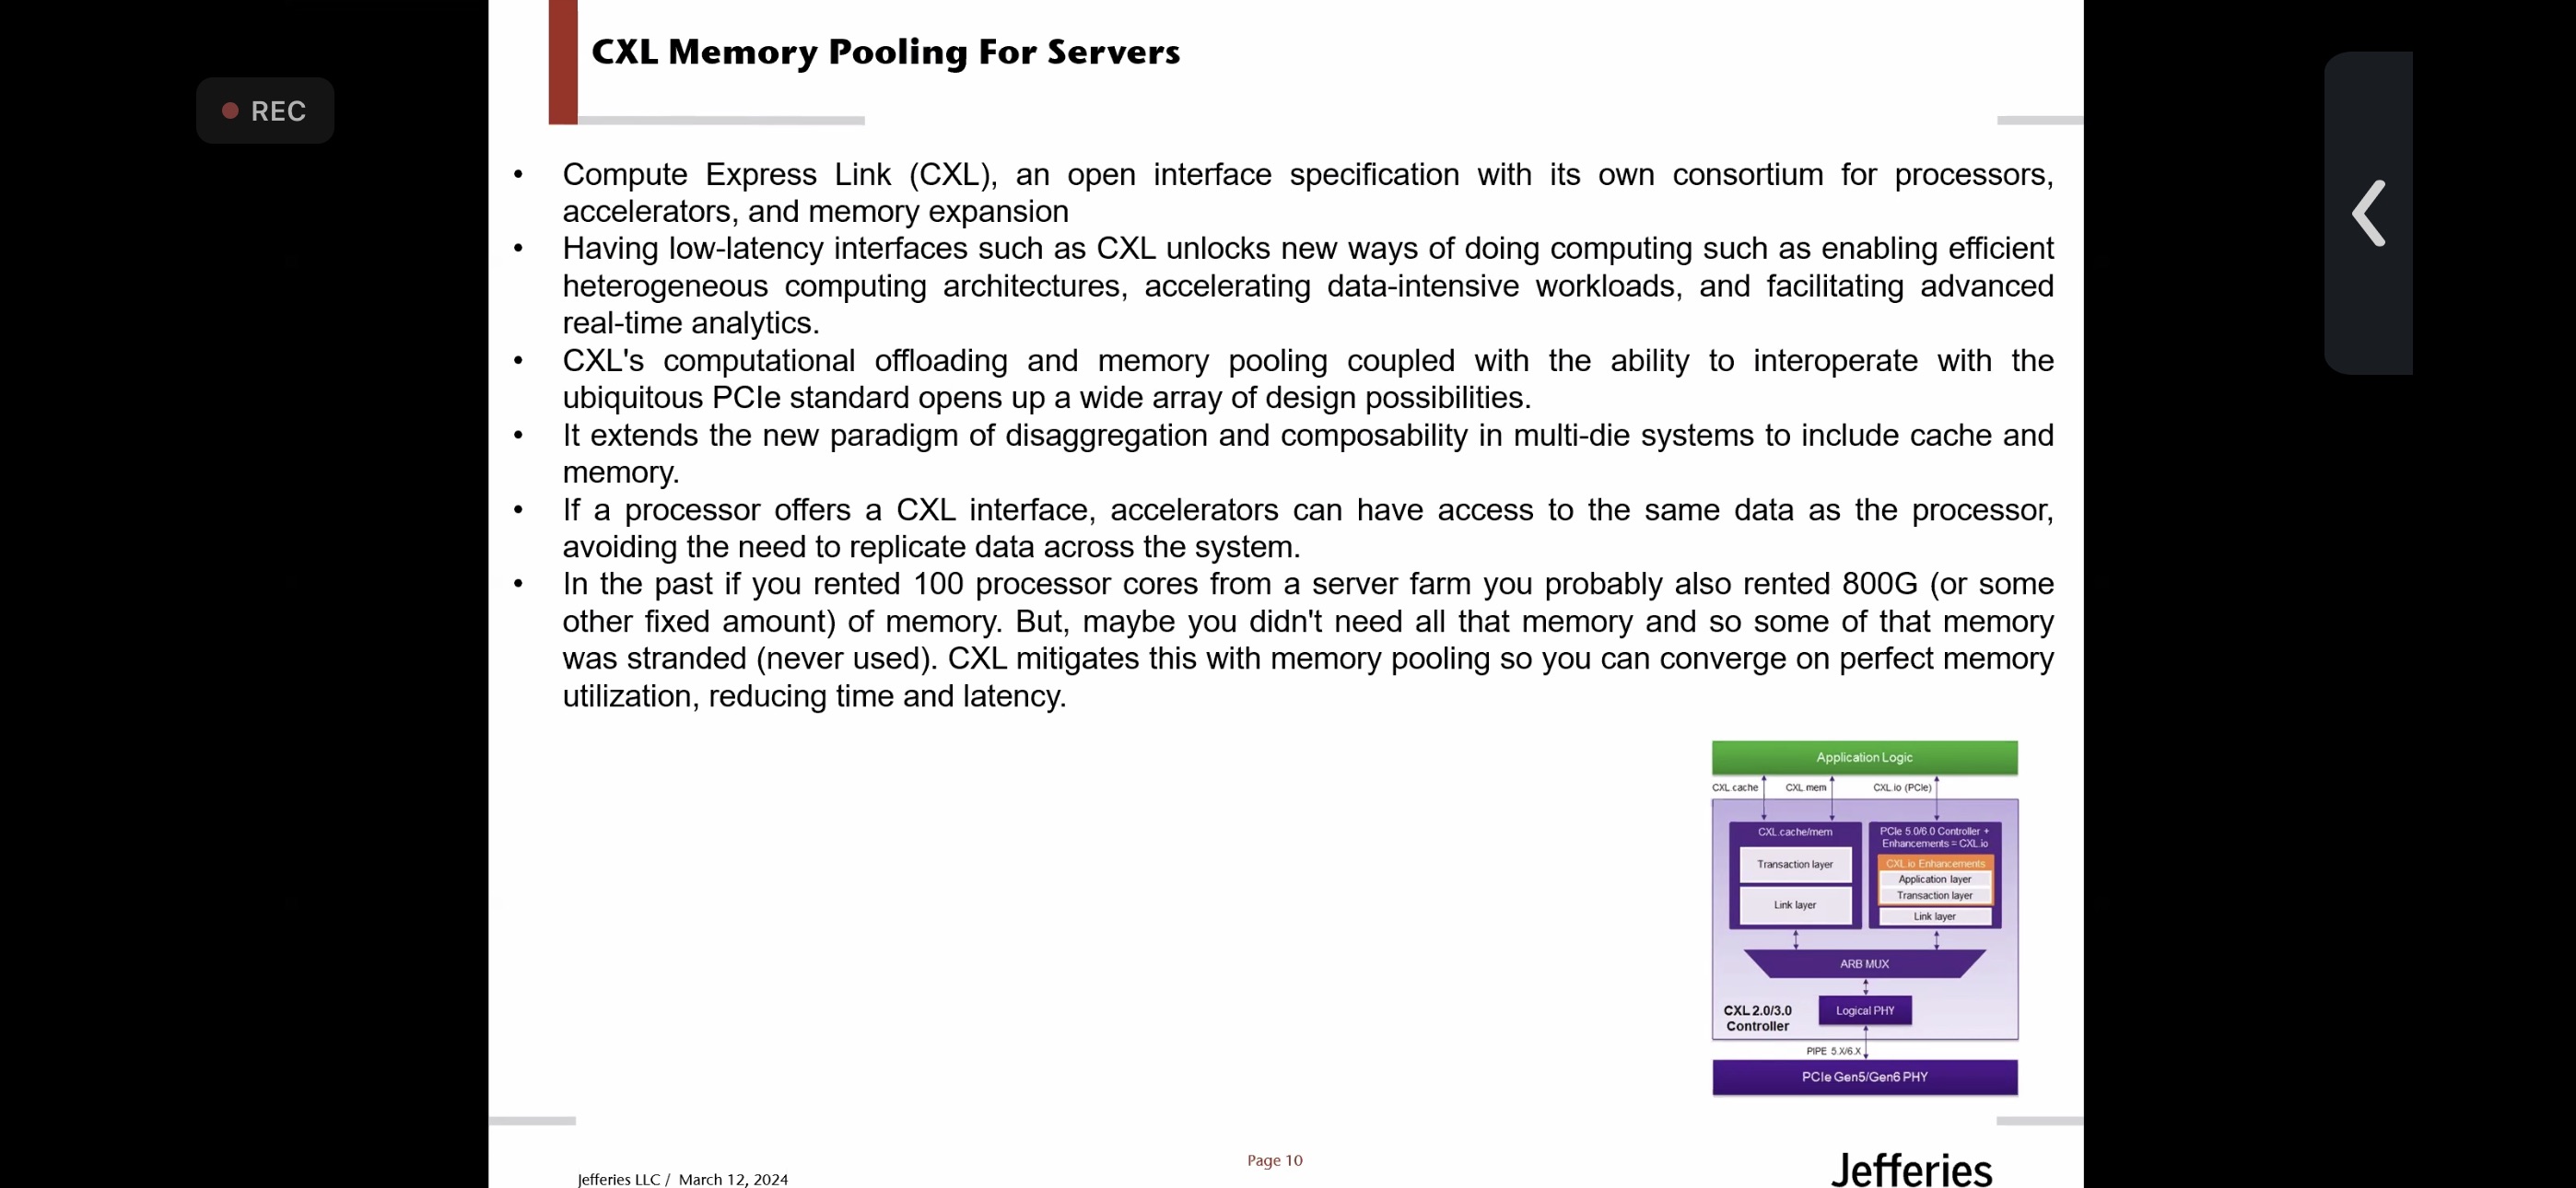 CXL Memory Pooling For Servers
REC
• Compute Express Link (CXL), an open interface specification with its own consortium for processors,
accelerators, and memory expansion
• Having low-latency interfaces such as CXL unlocks new ways of doing computing such as enabling efficient
heterogeneous computing architectures, accelerating data-intensive workloads, and facilitating advanced
real-time analytics.
• CXL's computational offloading and memory pooling coupled with the ability to interoperate with the
ubiquitous PCIe standard opens up a wide array of design possibilities.
• It extends the new paradigm of disaggregation and composability in multi-die systems to include cache and
memory.
• If a processor offers a CXL interface, accelerators can have access to the same data as the processor,
avoiding the need to replicate data across the system.
• In the past if you rented 100 processor cores from a server farm you probably also rented 800G (or some
other fixed amount) of memory. But, maybe you didn't need all that memory and so some of that memory
was stranded (never used). CXL mitigates this with memory pooling so you can converge on perfect memory
utilization, reducing time and latency.
Application Logic
CXL.cache CXL.mem CXL.io (PCIe)
CXL.cache/mem
Transaction layer
Link layer
PCIe 5.0/6.0 Controller +
Enhancements = CXL.io
CXL.io Enhancements
Application layer
Transaction layer
Link layer
ARB MUX
CXL 2.0/3.0
Controller
Logical PHY
PIPE 5.X/6.X
PCIe Gen5/Gen6 PHY
Page 10
Jefferies LLC / March 12, 2024
Jefferies